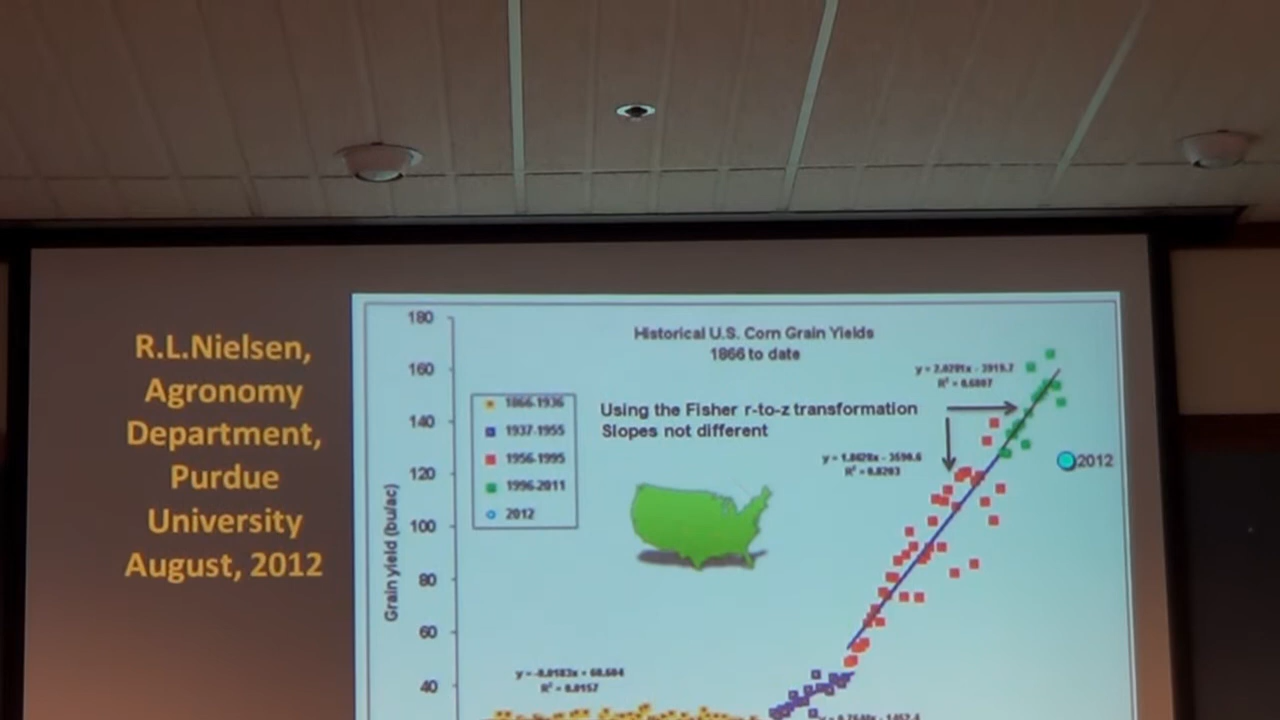 R.L.Nielsen,
Agronomy
Department,
Purdue
University
August, 2012
Historical U.S. Corn Grain Yields
1866 to date
180
160
140
120
100
80
60
40
Grain yield (bu/ac)
1866-1936
1937-1955
1956-1995
1996-2011
2012
Using the Fisher r-to-z transformation
Slopes not different
2012